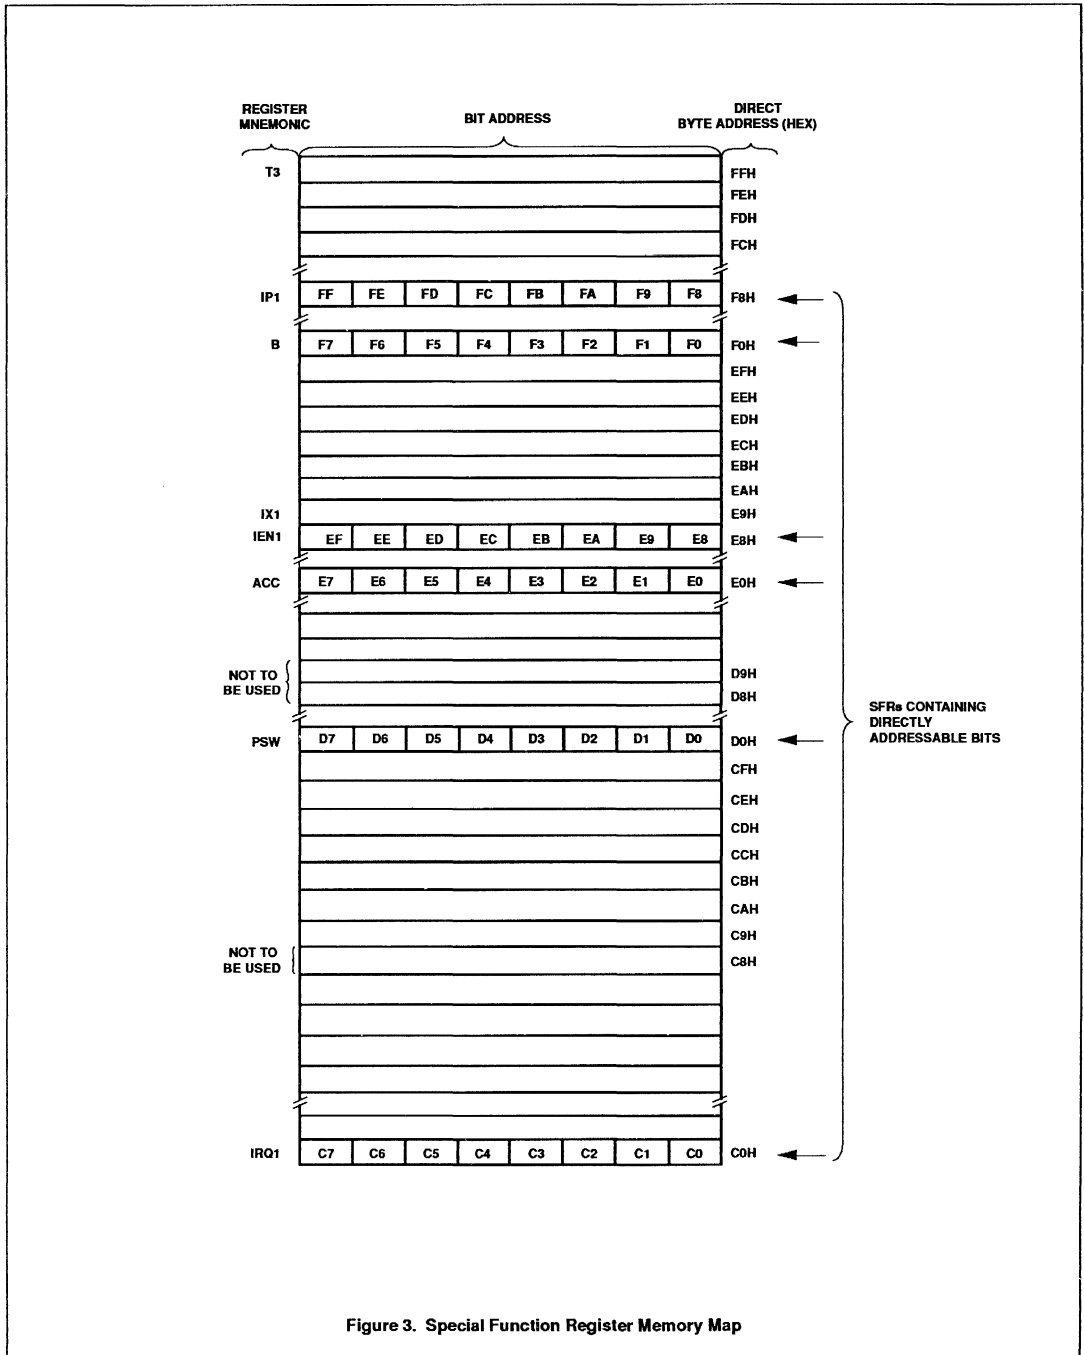 REGISTER
MNEMONIC
BIT ADDRESS
DIRECT
BYTE ADDRESS (HEX)
T3 FFH
FEH
FDH
FCH
IP1 FF FE FD FC FB FA F9 F8 F8H
B F7 F6 F5 F4 F3 F2 F1 F0 F0H
EFH
EEH
EDH
ECH
EBH
EAH
IX1 E9H
IEN1 EF EE ED EC EB EA E9 E8 E8H
ACC E7 E6 E5 E4 E3 E2 E1 E0 E0H
NOT TO
BE USED
D9H
D8H
SFRs CONTAINING
DIRECTLY
ADDRESSABLE BITS
PSW D7 D6 D5 D4 D3 D2 D1 D0 D0H
CFH
CEH
CDH
CCH
CBH
CAH
C9H
NOT TO
BE USED
C8H
IRQ1 C7 C6 C5 C4 C3 C2 C1 C0 C0H
Figure 3. Special Function Register Memory Map